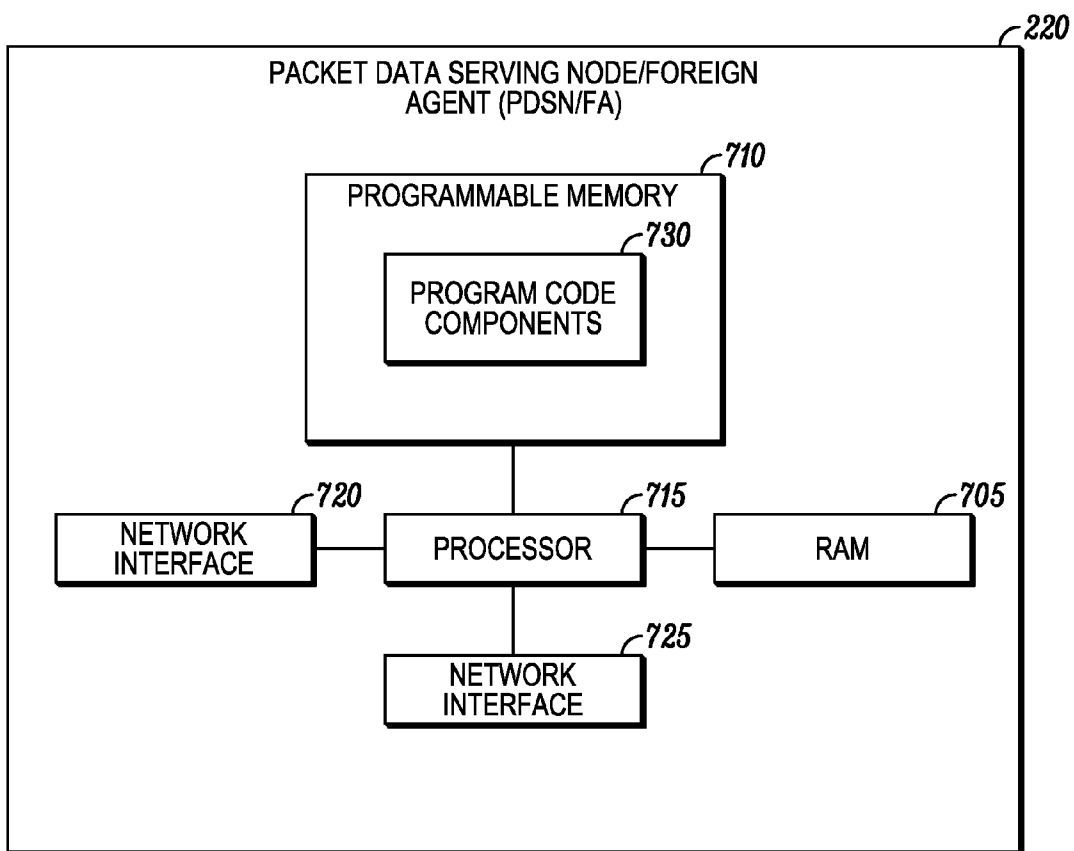 220
PACKET DATA SERVING NODE/FOREIGN
AGENT (PDSN/FA)
710
PROGRAMMABLE MEMORY
730
PROGRAM CODE
COMPONENTS
720
NETWORK
INTERFACE
715
PROCESSOR
705
RAM
725
NETWORK
INTERFACE